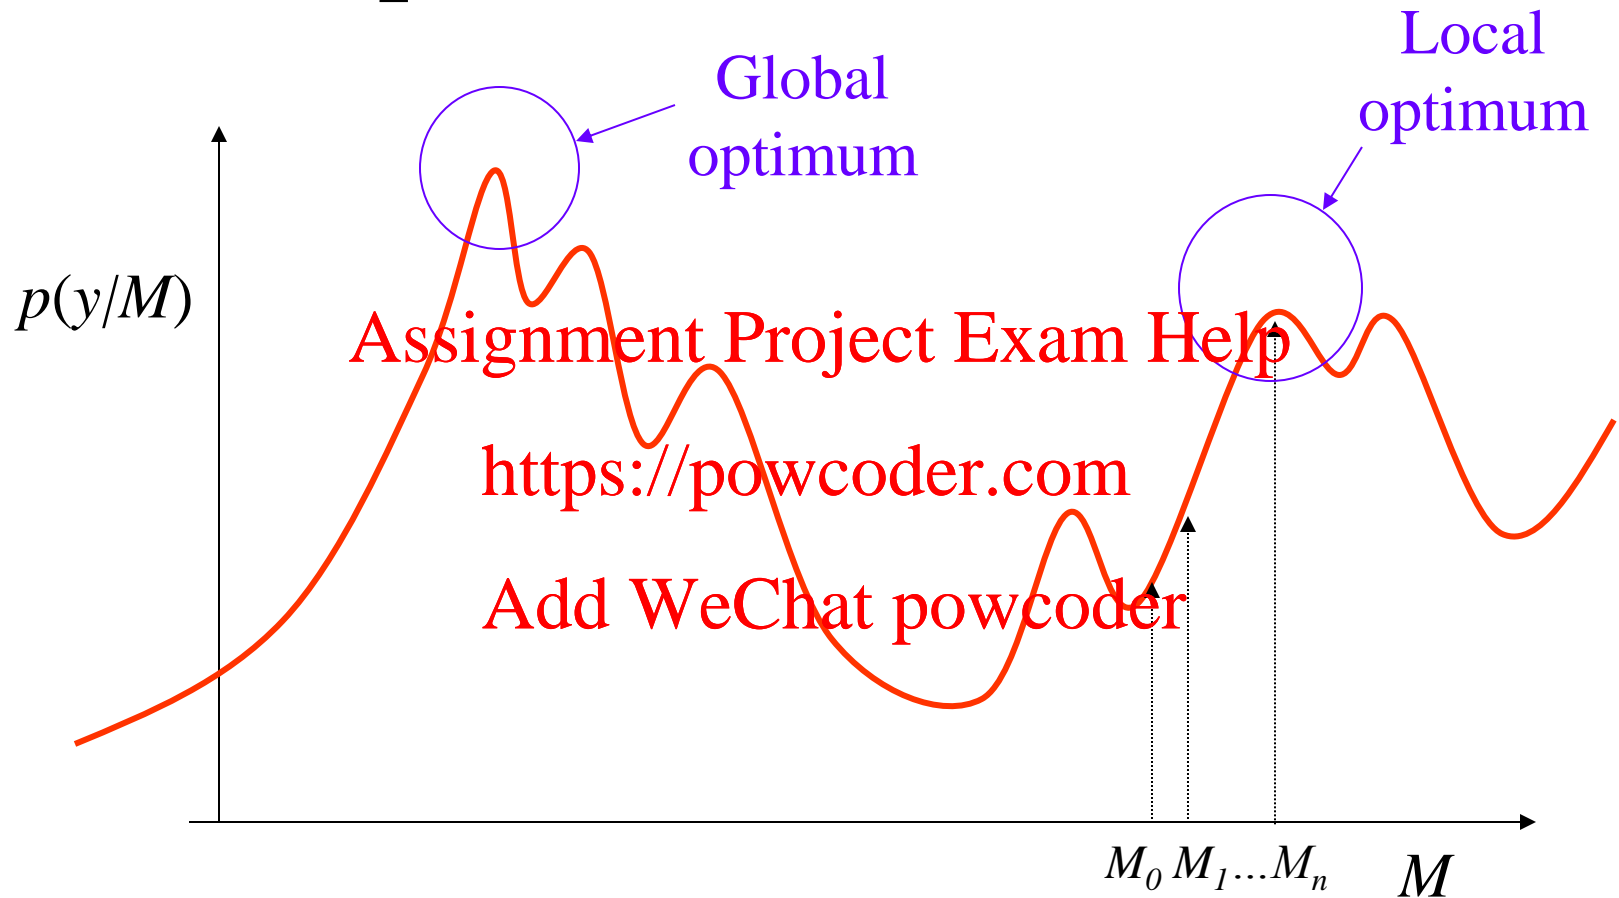 Local
optimum
Global
optimum
p(y/M)
Assignment Project Exam Help
https://powcoder.com
Add WeChat powcoder
M0 M1...Mn
M